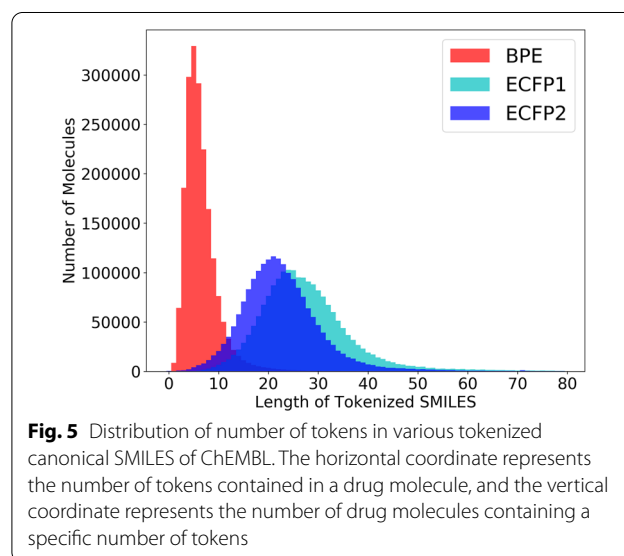 BPE
ECFP1
ECFP2
Number of Molecules
300000
250000
200000
150000
100000
50000
0
0 10 20 30 40 50 60 70 80
Length of Tokenized SMILES
Fig. 5 Distribution of number of tokens in various tokenized
canonical SMILES of ChEMBL. The horizontal coordinate represents
the number of tokens contained in a drug molecule, and the vertical
coordinate represents the number of drug molecules containing a
specific number of tokens